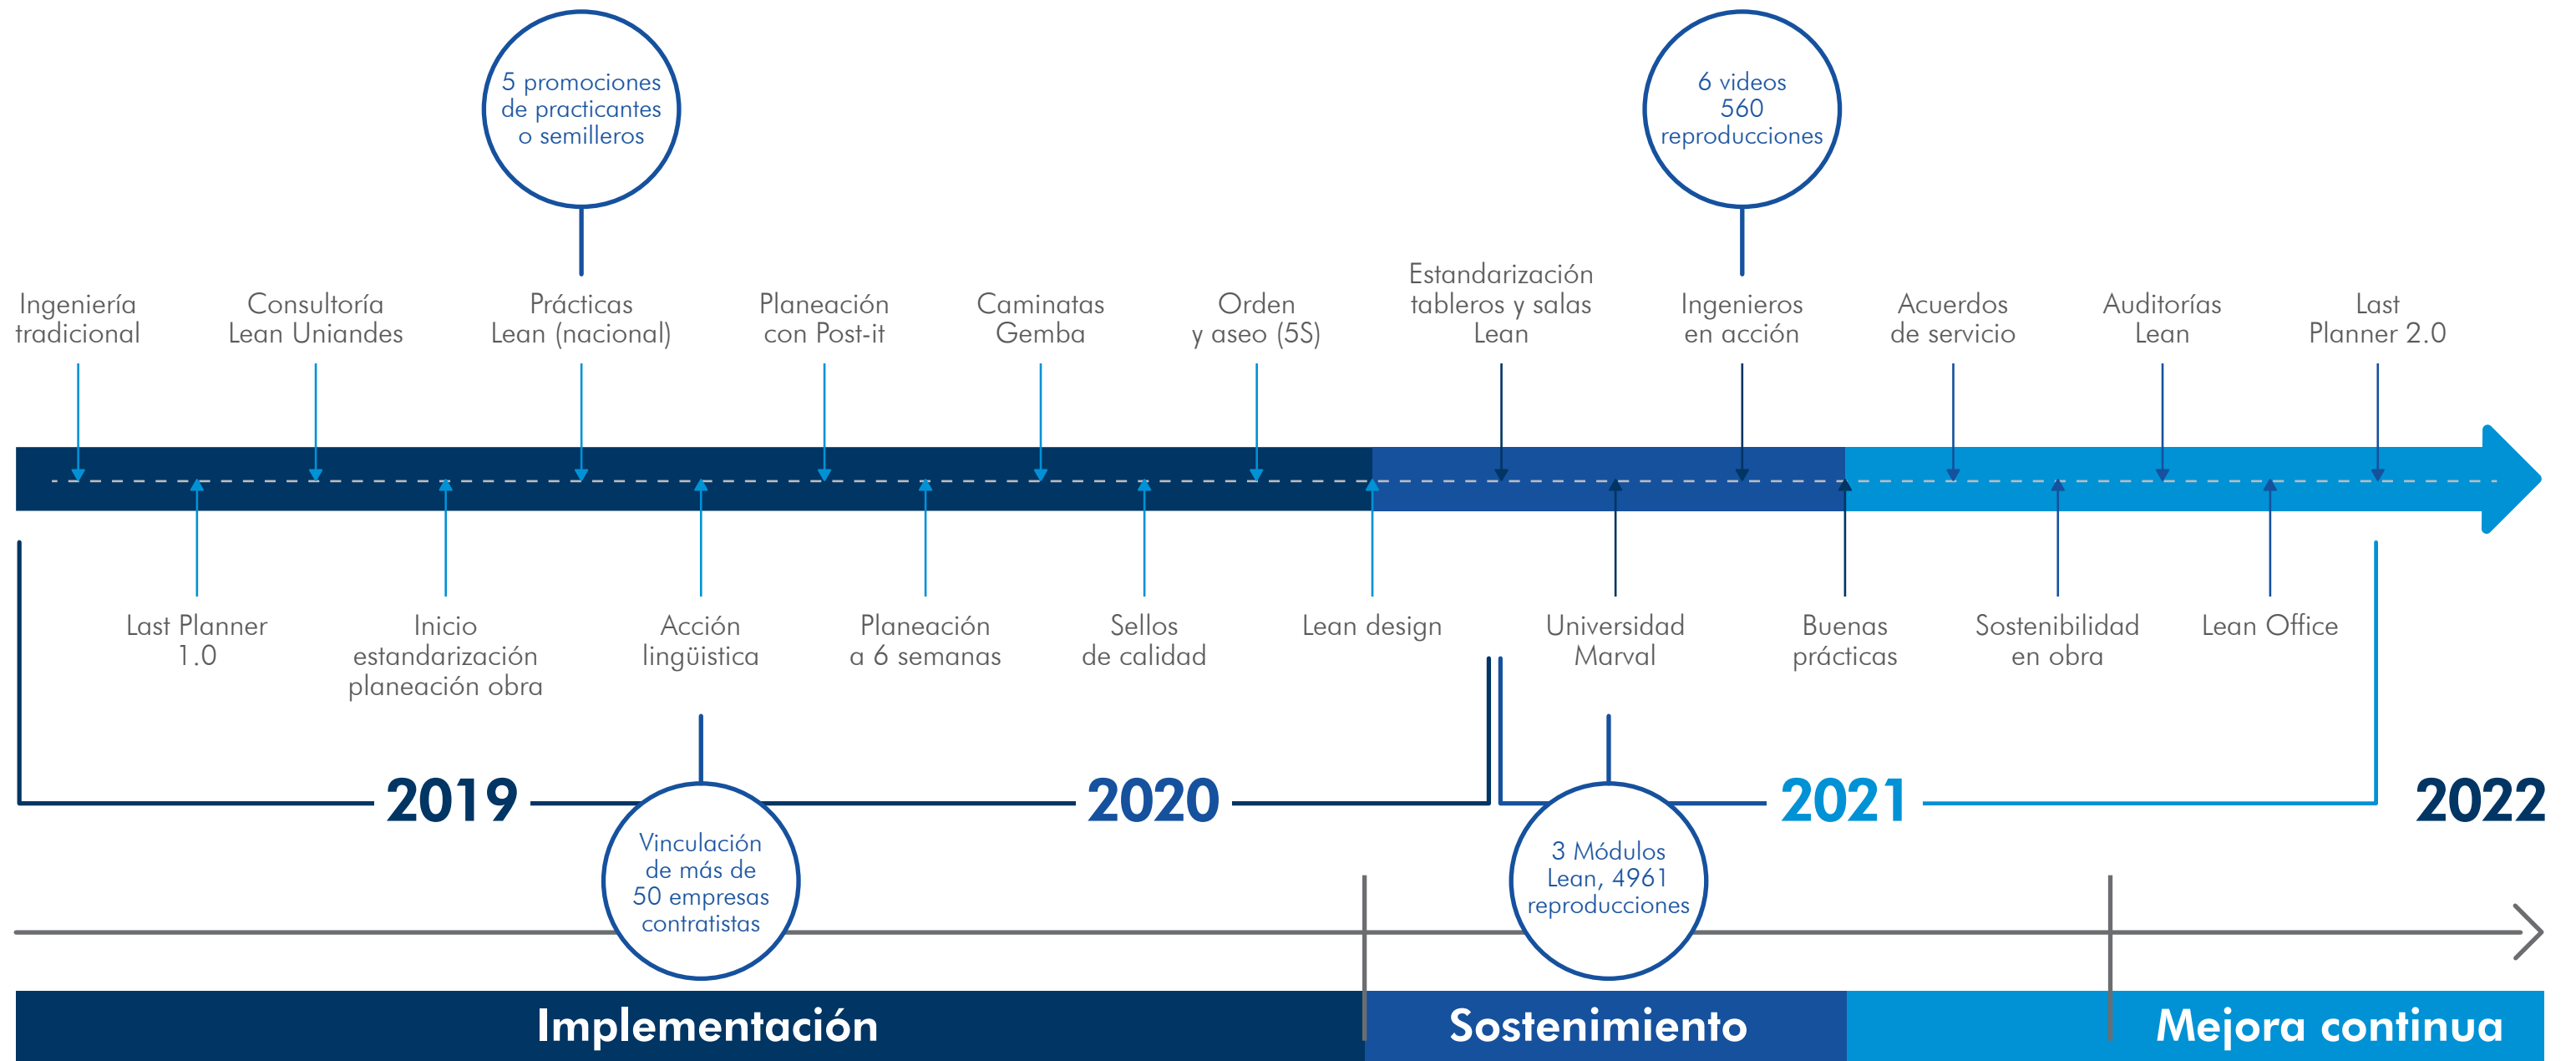 5 promociones
de practicantes
o semilleros
6 videos
560
reproducciones
Ingeniería
tradicional
Consultoría
Lean Uniandes
Prácticas
Lean (nacional)
Planeación
con Post-it
Caminatas
Gemba
Orden
y aseo (5S)
Estandarización
tableros y salas
Lean
Ingenieros
en acción
Acuerdos
de servicio
Auditorías
Lean
Last
Planner 2.0
Last Planner
1.0
Inicio
estandarización
planeación obra
Acción
lingüistica
Planeación
a 6 semanas
Sellos
de calidad
Lean design
Universidad
Marval
Buenas
prácticas
Sostenibilidad
en obra
Lean Office
2019
2020
2021
2022
Vinculación
de más de
50 empresas
contratistas
3 Módulos
Lean, 4961
reproducciones
Implementación
Sostenimiento
Mejora continua